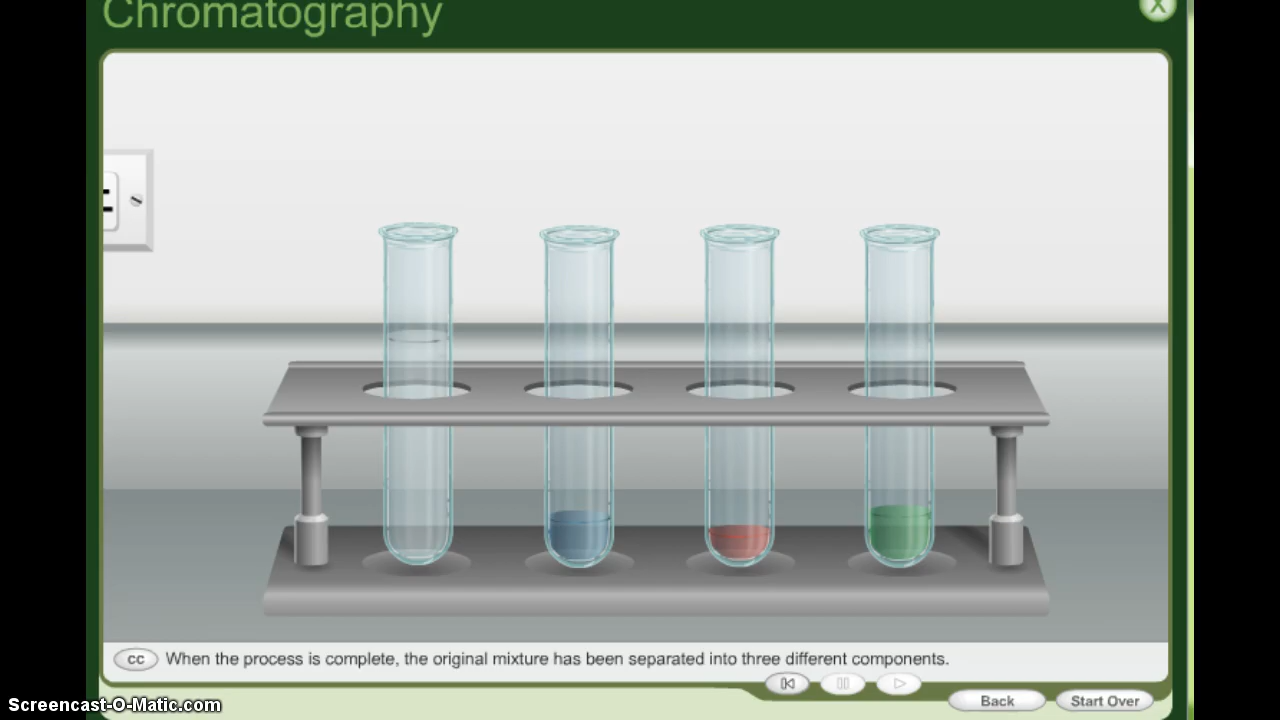 Chromatography
X
CC When the process is complete, the original mixture has been separated into three different components.
Back Start Over
Screencast-O-Matic.com